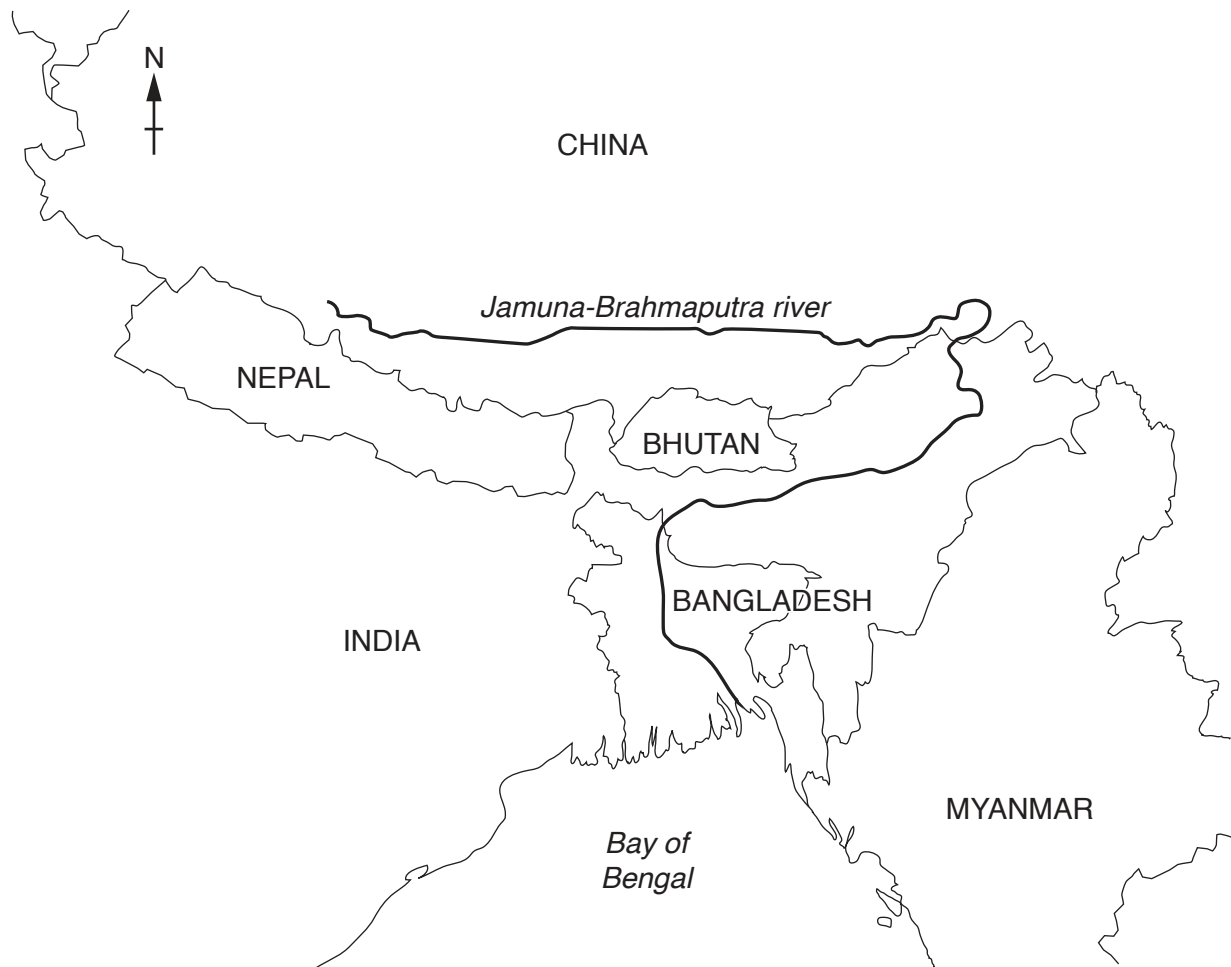 N
CHINA
Jamuna-Brahmaputra river
NEPAL
BHUTAN
BANGLADESH
INDIA
MYANMAR
Bay of
Bengal